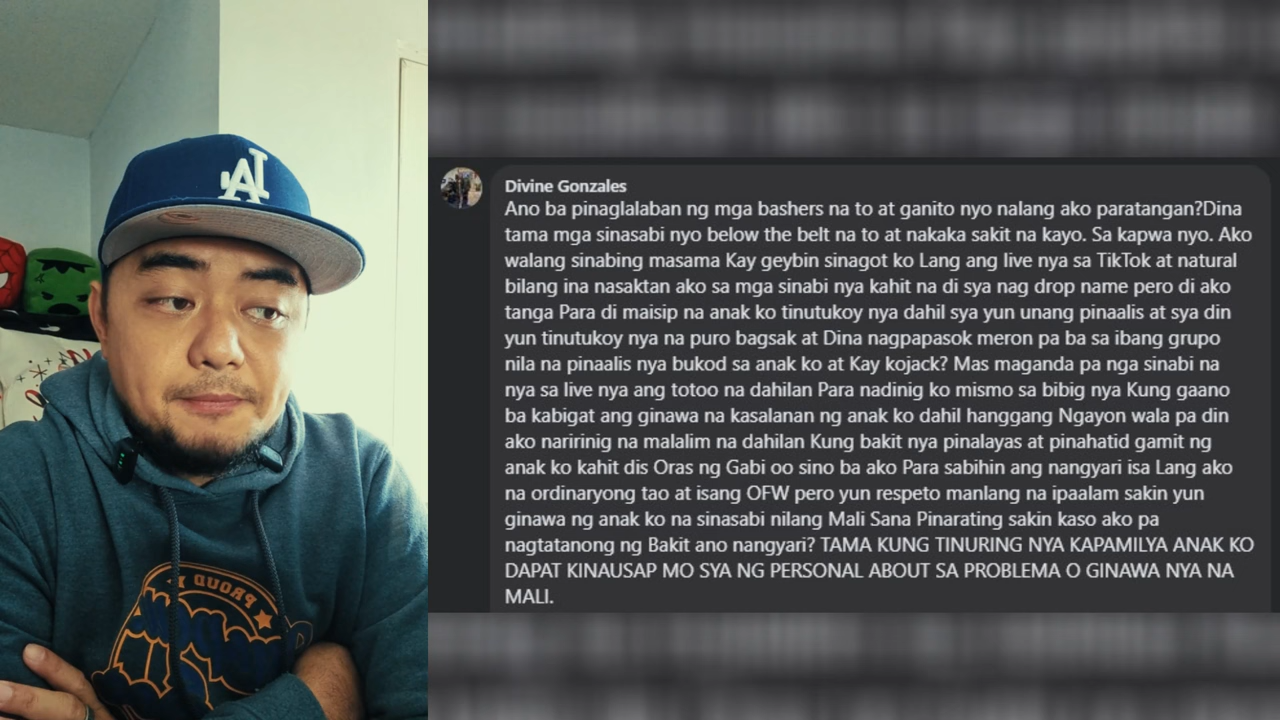 LA
Divine Gonzales
Ano ba pinaglalaban ng mga bashers na to at ganito nyo nalang ako paratangan?Dina
tama mga sinasabi nyo below the belt na to at nakaka sakit na kayo. Sa kapwa nyo. Ako
walang sinabing masama Kay geybin sinagot ko Lang ang live nya sa TikTok at natural
bilang ina nasaktan ako sa mga sinabi nya kahit na di sya nag drop name pero di ako
tanga Para di maisip na anak ko tinutukoy nya dahil sya yun unang pinaalis at sya din
yun tinutukoy nya na puro bagsak at Dina nagpapasok meron pa ba sa ibang grupo
nila na pinaalis nya bukod sa anak ko at Kay kojack? Mas maganda pa nga sinabi na
nya sa live nya ang totoo na dahilan Para nadinig ko mismo sa bibig nya Kung gaano
ba kabigat ang ginawa na kasalanan ng anak ko dahil hanggang Ngayon wala pa din
ako naririnig na malalim na dahilan Kung bakit nya pinalayas at pinahatid gamit ng
anak ko kahit dis Oras ng Gabi oo sino ba ako Para sabihin ang nangyari isa Lang ako
na ordinaryong tao at isang OFW pero yun respeto manlang na ipaalam sakin yun
ginawa ng anak ko na sinasabi nilang Mali Sana Pinarating sakin kaso ako pa
nagtatanong ng Bakit ano nangyari? TAMA KUNG TINURING NYA KAPAMILYA ANAK KO
DAPAT KINAUSAP MO SYA NG PERSONAL ABOUT SA PROBLEMA O GINAWA NYA NA
MALI.
PROUD